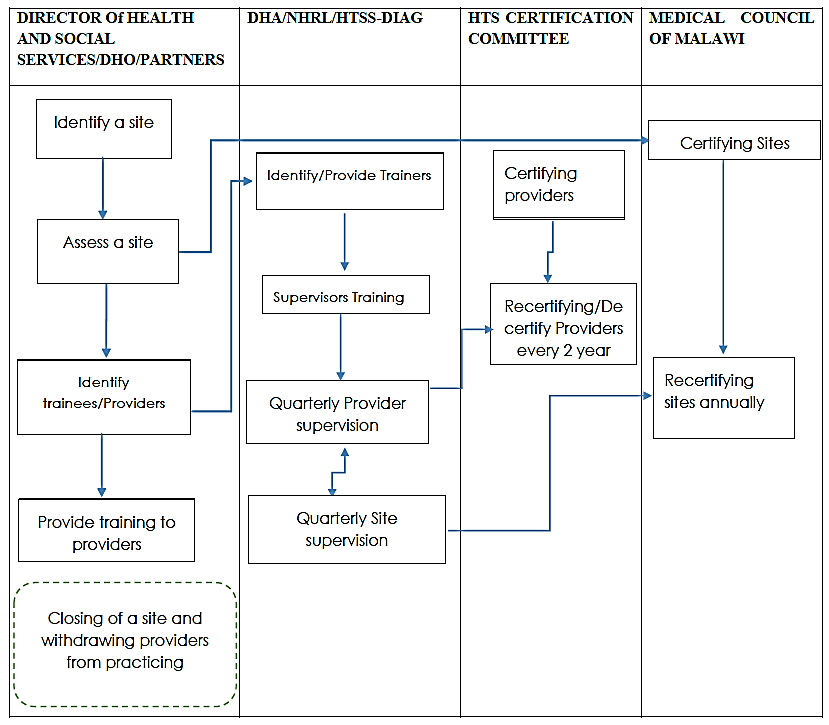 DIRECTOR Of HEALTH
AND SOCIAL
SERVICES/DHO/PARTNERS
DHA/NHRL/HTSS-DIAG
HTS CERTIFICATION
COMMITTEE
MEDICAL COUNCIL
OF MALAWI
Identify a site
Assess a site
Identify
trainees/Providers
Provide training to
providers
Closing of a site and
withdrawing providers
from practicing
Identify/Provide Trainers
Supervisors Training
Quarterly Provider
supervision
Quarterly Site
supervision
Certifying
providers
Recertifying/De
certify Providers
every 2 year
Certifying Sites
Recertifying
sites annually